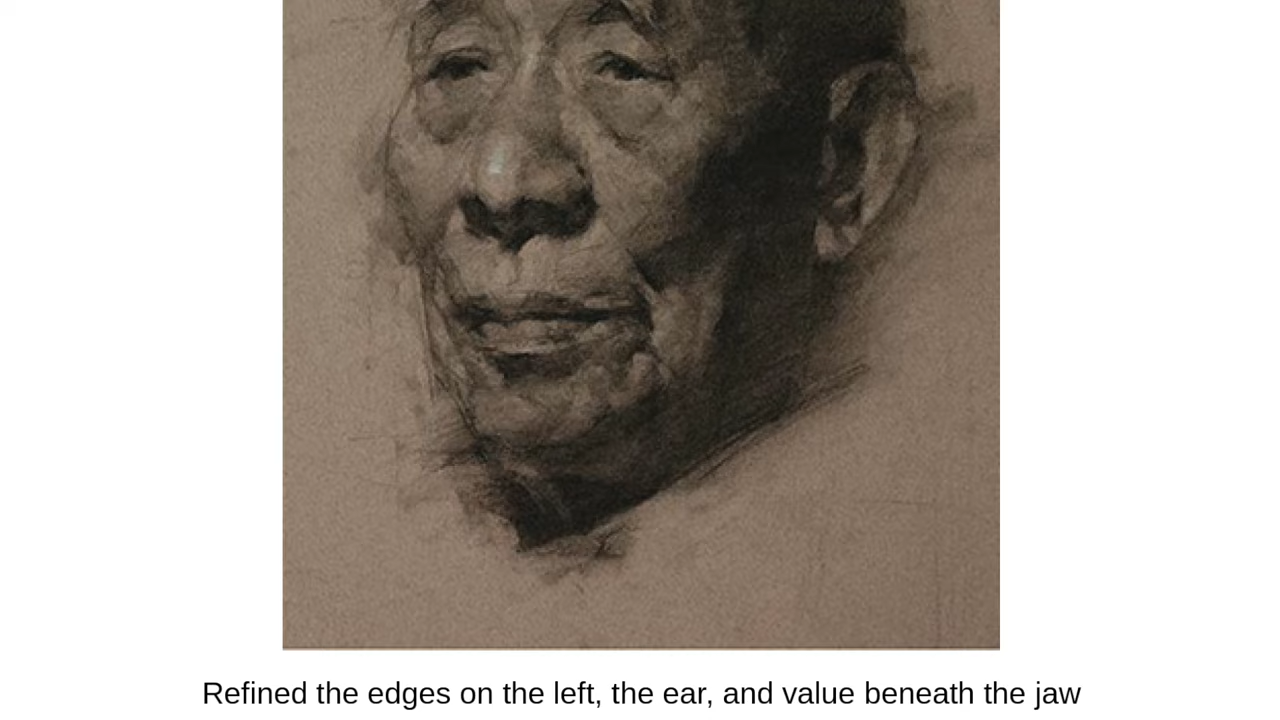 Refined the edges on the left, the ear, and value beneath the jaw